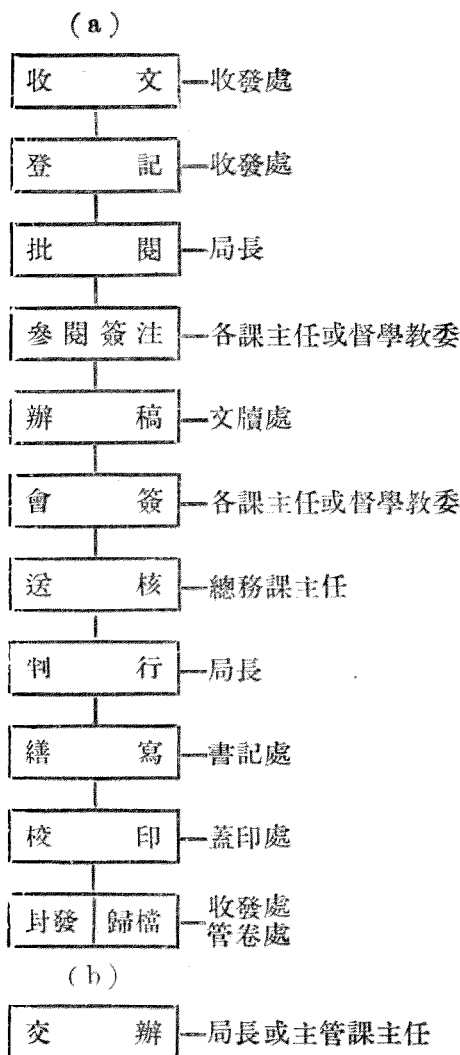 (a)
收文 收發處
登記 收發處
批閱 局長
參閱簽注 各課主任或督學教委
辦稿 文牘處
會簽 各課主任或督學教委
送核 總務課主任
判行 局長
繕寫 書記處
校印 蓋印處
封發 歸檔 收發處
管卷處
(b)
交辦 局長或主管課主任